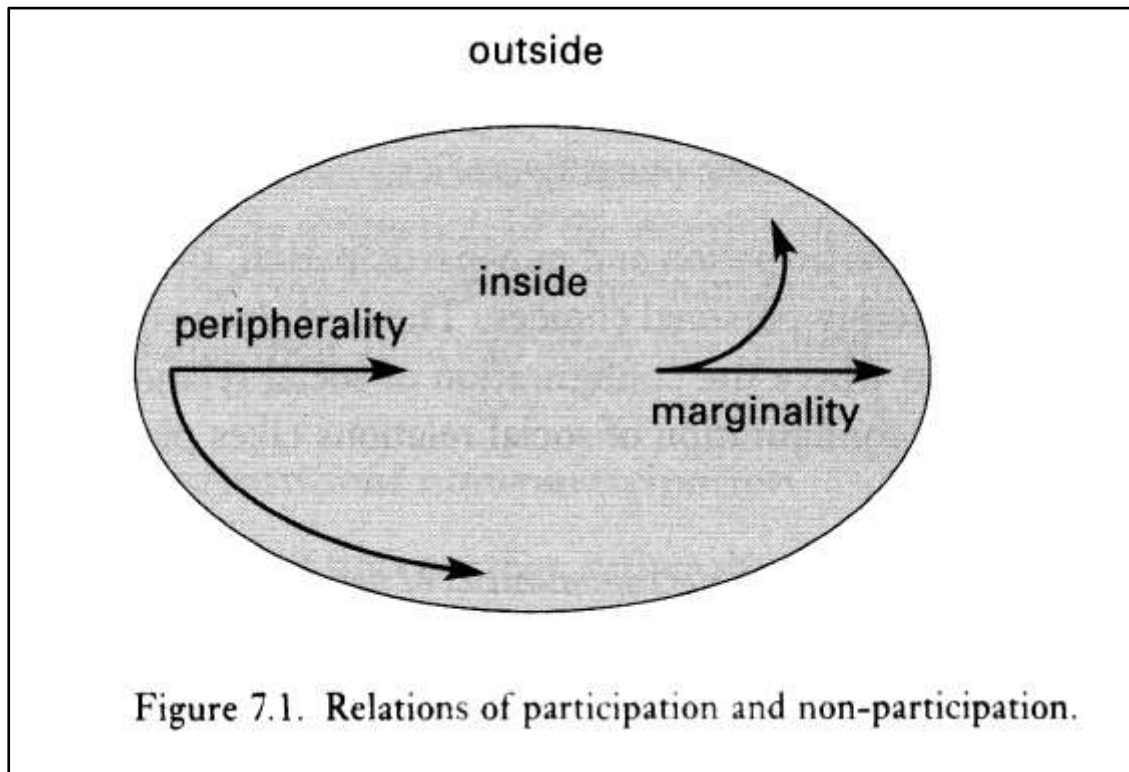 outside
inside
peripherality
marginality
Figure 7.1. Relations of participation and non-participation.